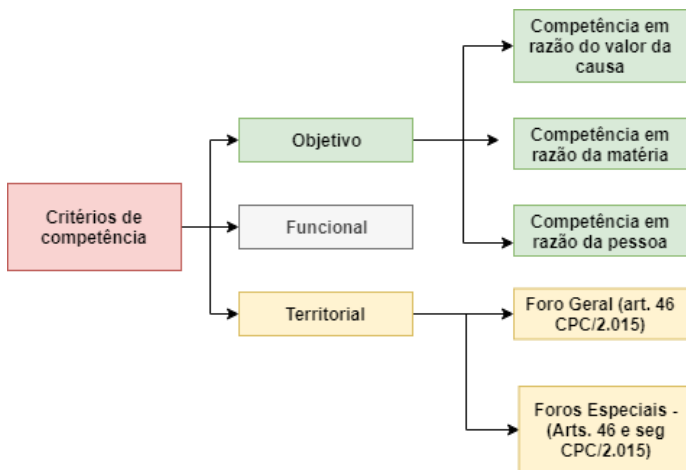 Critérios de
competência
Objetivo
Funcional
Territorial
Competência em
razão do valor da
causa
Competência em
razão da matéria
Competência em
razão da pessoa
Foro Geral (art. 46
CPC/2.015)
Foros Especiais -
(Arts. 46 e seg
CPC/2.015)